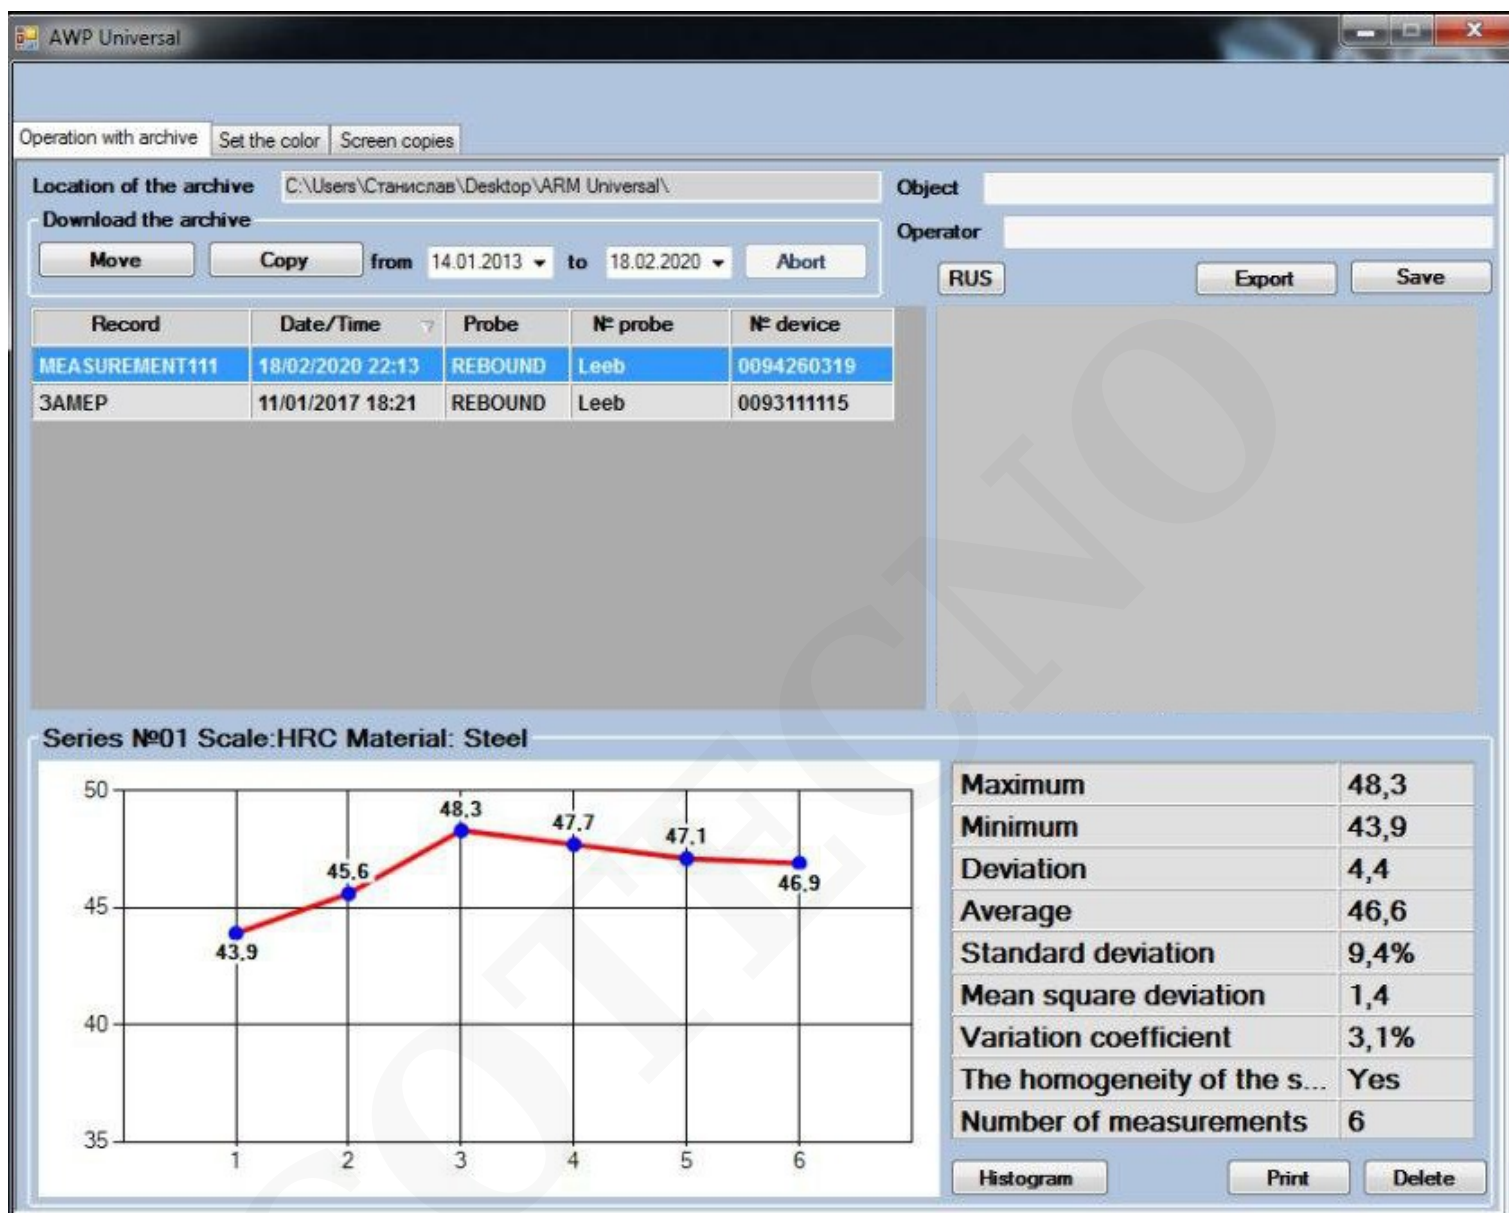 AWP Universal
Operation with archive Set the color Screen copies
Location of the archive C:\Users\Станислав\Desktop\ARM Universal\
Object
Download the archive
Operator
Move Copy from 14.01.2013 to 18.02.2020 Abort
RUS Export Save
Record Date/Time Probe № probe № device
MEASUREMENT111 18/02/2020 22:13 REBOUND Leeb 0094260319
ЗАМЕР 11/01/2017 18:21 REBOUND Leeb 0093111115
Series №01 Scale:HRC Material: Steel
50
45
40
35
43,9
45,6
48,3
47,7
47,1
46,9
1 2 3 4 5 6
Maximum 48,3
Minimum 43,9
Deviation 4,4
Average 46,6
Standard deviation 9,4%
Mean square deviation 1,4
Variation coefficient 3,1%
The homogeneity of the s... Yes
Number of measurements 6
Histogram Print Delete
OTECNO